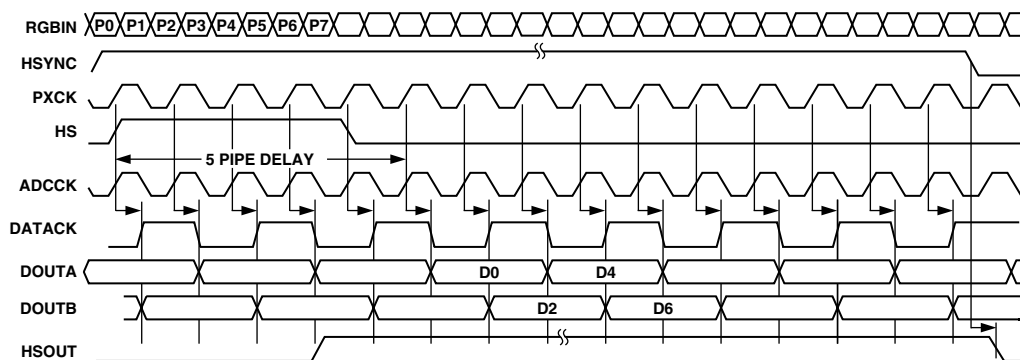 RGBIN P0 P1 P2 P3 P4 P5 P6 P7
HSYNC
PXCK
HS
5 PIPE DELAY
ADCCK
DATACK
DOUTA D0 D4
DOUTB D2 D6
HSOUT